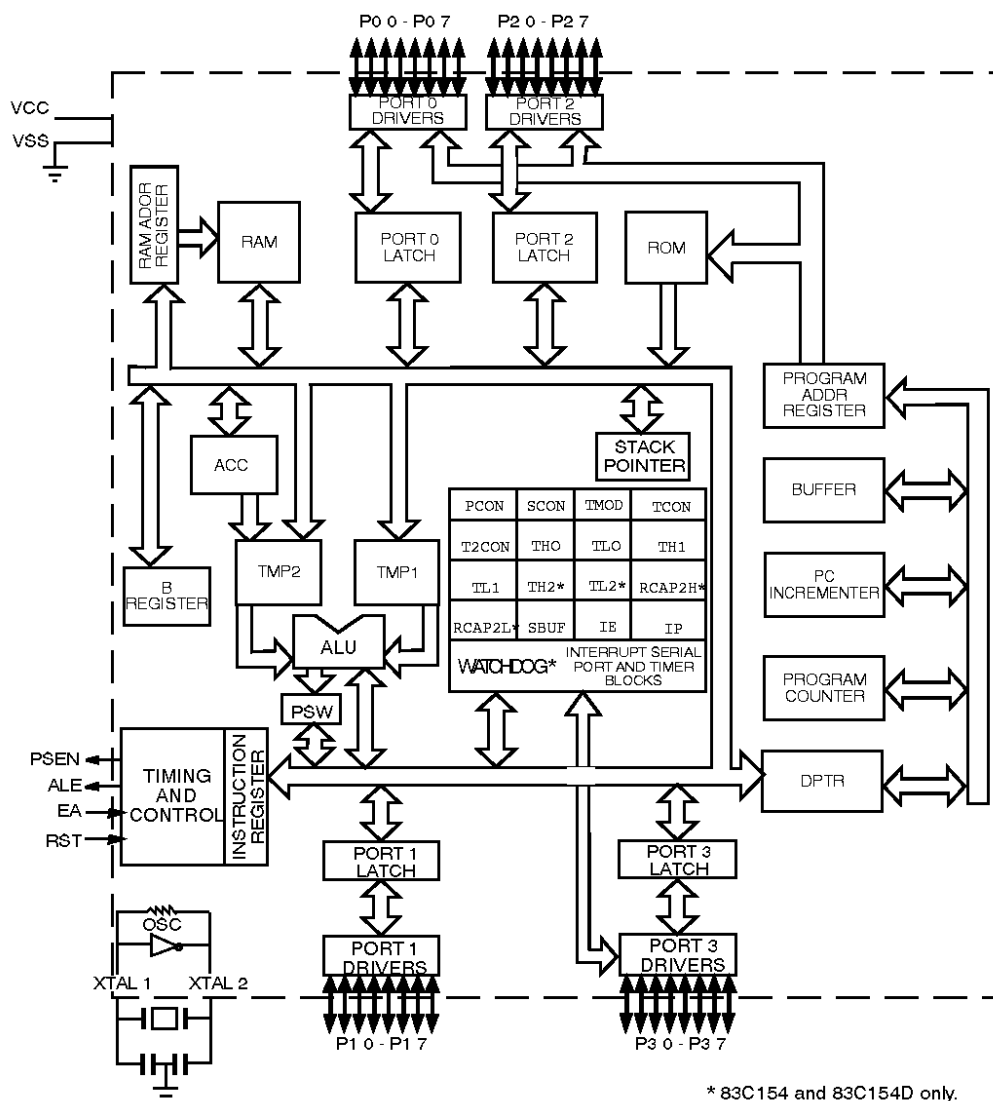 P0 0 - P0 7
P2 0 - P2 7
VCC
VSS
PORT 0
DRIVERS
PORT 2
DRIVERS
RAM ADDR
REGISTER
RAM
PORT 0
LATCH
PORT 2
LATCH
ROM
PROGRAM
ADDR
REGISTER
ACC
STACK
POINTER
BUFFER
PCON
SCON
TMOD
TCON
T2CON
THO
TLO
TH1
TL1
TH2*
TL2*
RCAP2H*
RCAP2L*
SBUF
IE
IP
WATCHDOG*
INTERRUPT SERIAL
PORT AND TIMER
BLOCKS
B
REGISTER
TMP2
TMP1
PC
INCREMENTER
ALU
PSW
PROGRAM
COUNTER
PSEN
ALE
EA
RST
TIMING
AND
CONTROL
INSTRUCTION
REGISTER
DPTR
PORT 1
LATCH
PORT 3
LATCH
OSC
XTAL 1
XTAL 2
PORT 1
DRIVERS
PORT 3
DRIVERS
P1 0 - P1 7
P3 0 - P3 7
* 83C154 and 83C154D only.